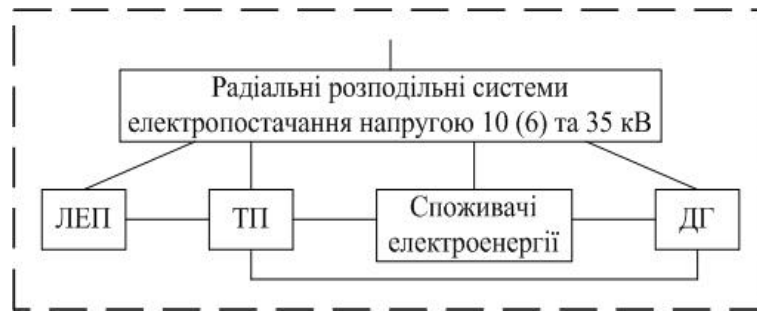 Радіальні розподільні системи
електропостачання напругою 10 (6) та 35 кВ
ЛЕП
ТП
Споживачі
електроенергії
ДГ